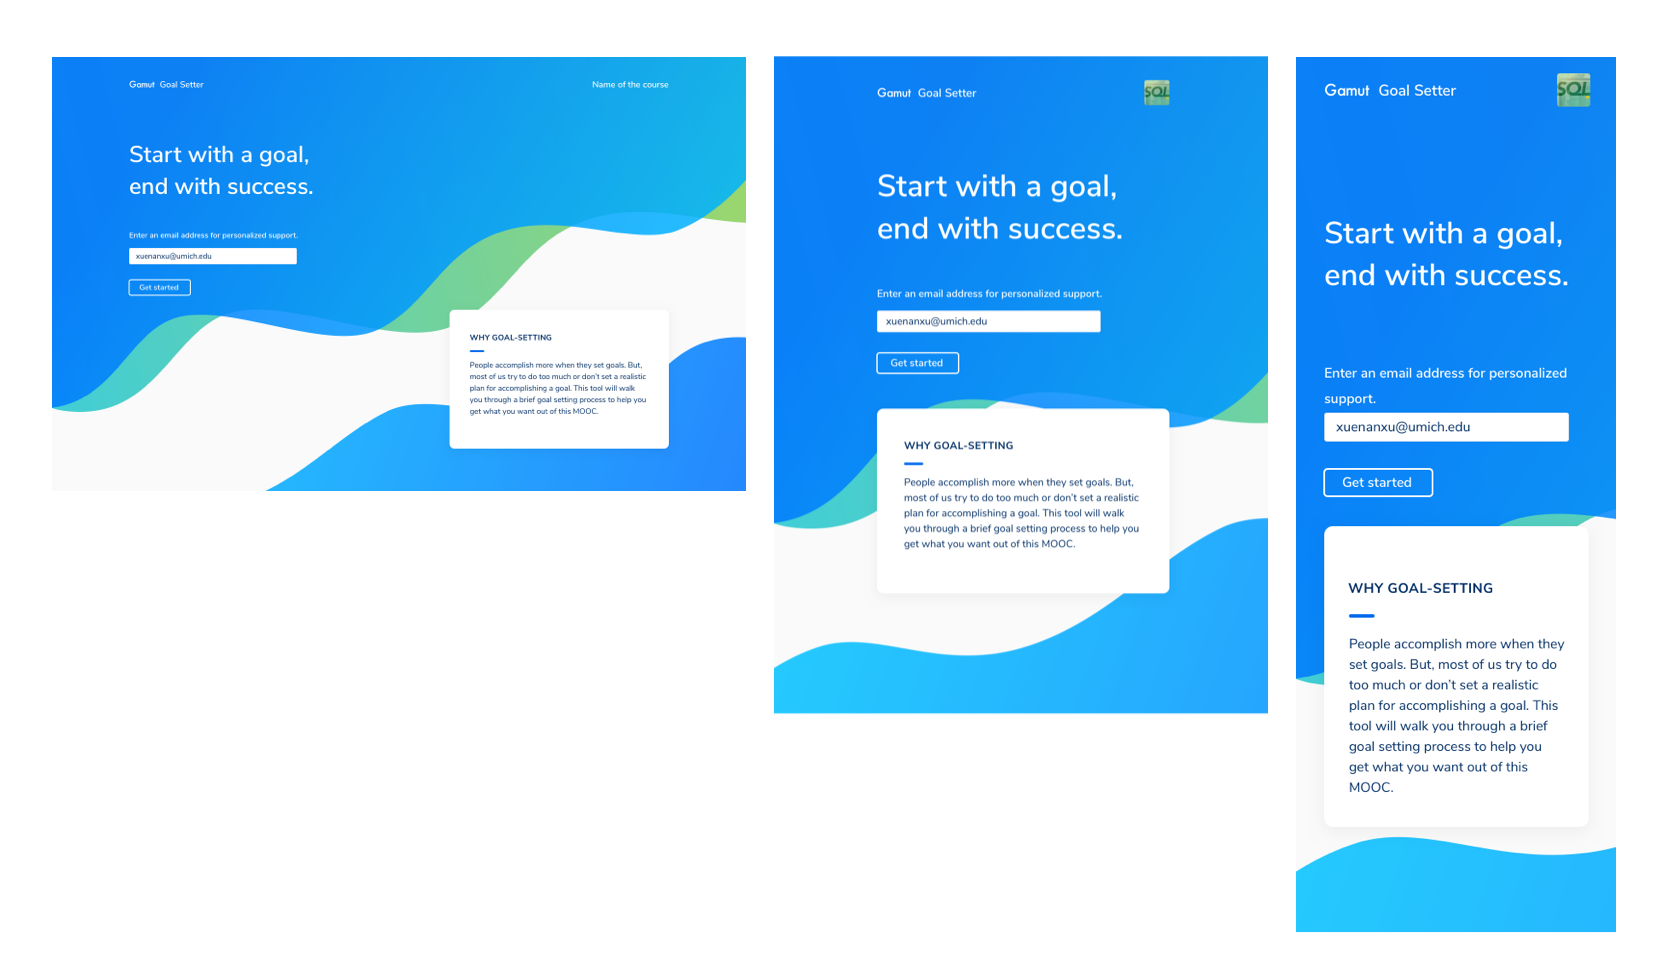 Gamut Goal Setter
Name of the course
Start with a goal,
end with success.
Enter an email address for personalized support.
xuenanxu@umich.edu
Get started
WHY GOAL-SETTING
People accomplish more when they set goals. But,
most of us try to do too much or don't set a realistic
plan for accomplishing a goal. This tool will walk
you through a brief goal setting process to help you
get what you want out of this MOOC.
Gamut Goal Setter
SQL
Start with a goal,
end with success.
Enter an email address for personalized support.
xuenanxu@umich.edu
Get started
WHY GOAL-SETTING
People accomplish more when they set goals. But,
most of us try to do too much or don't set a realistic
plan for accomplishing a goal. This tool will walk
you through a brief goal setting process to help you
get what you want out of this MOOC.
Gamut Goal Setter
SQL
Start with a goal,
end with success.
Enter an email address for personalized
support.
xuenanxu@umich.edu
Get started
WHY GOAL-SETTING
People accomplish more when they
set goals. But, most of us try to do
too much or don't set a realistic
plan for accomplishing a goal. This
tool will walk you through a brief
goal setting process to help you
get what you want out of this
MOOC.